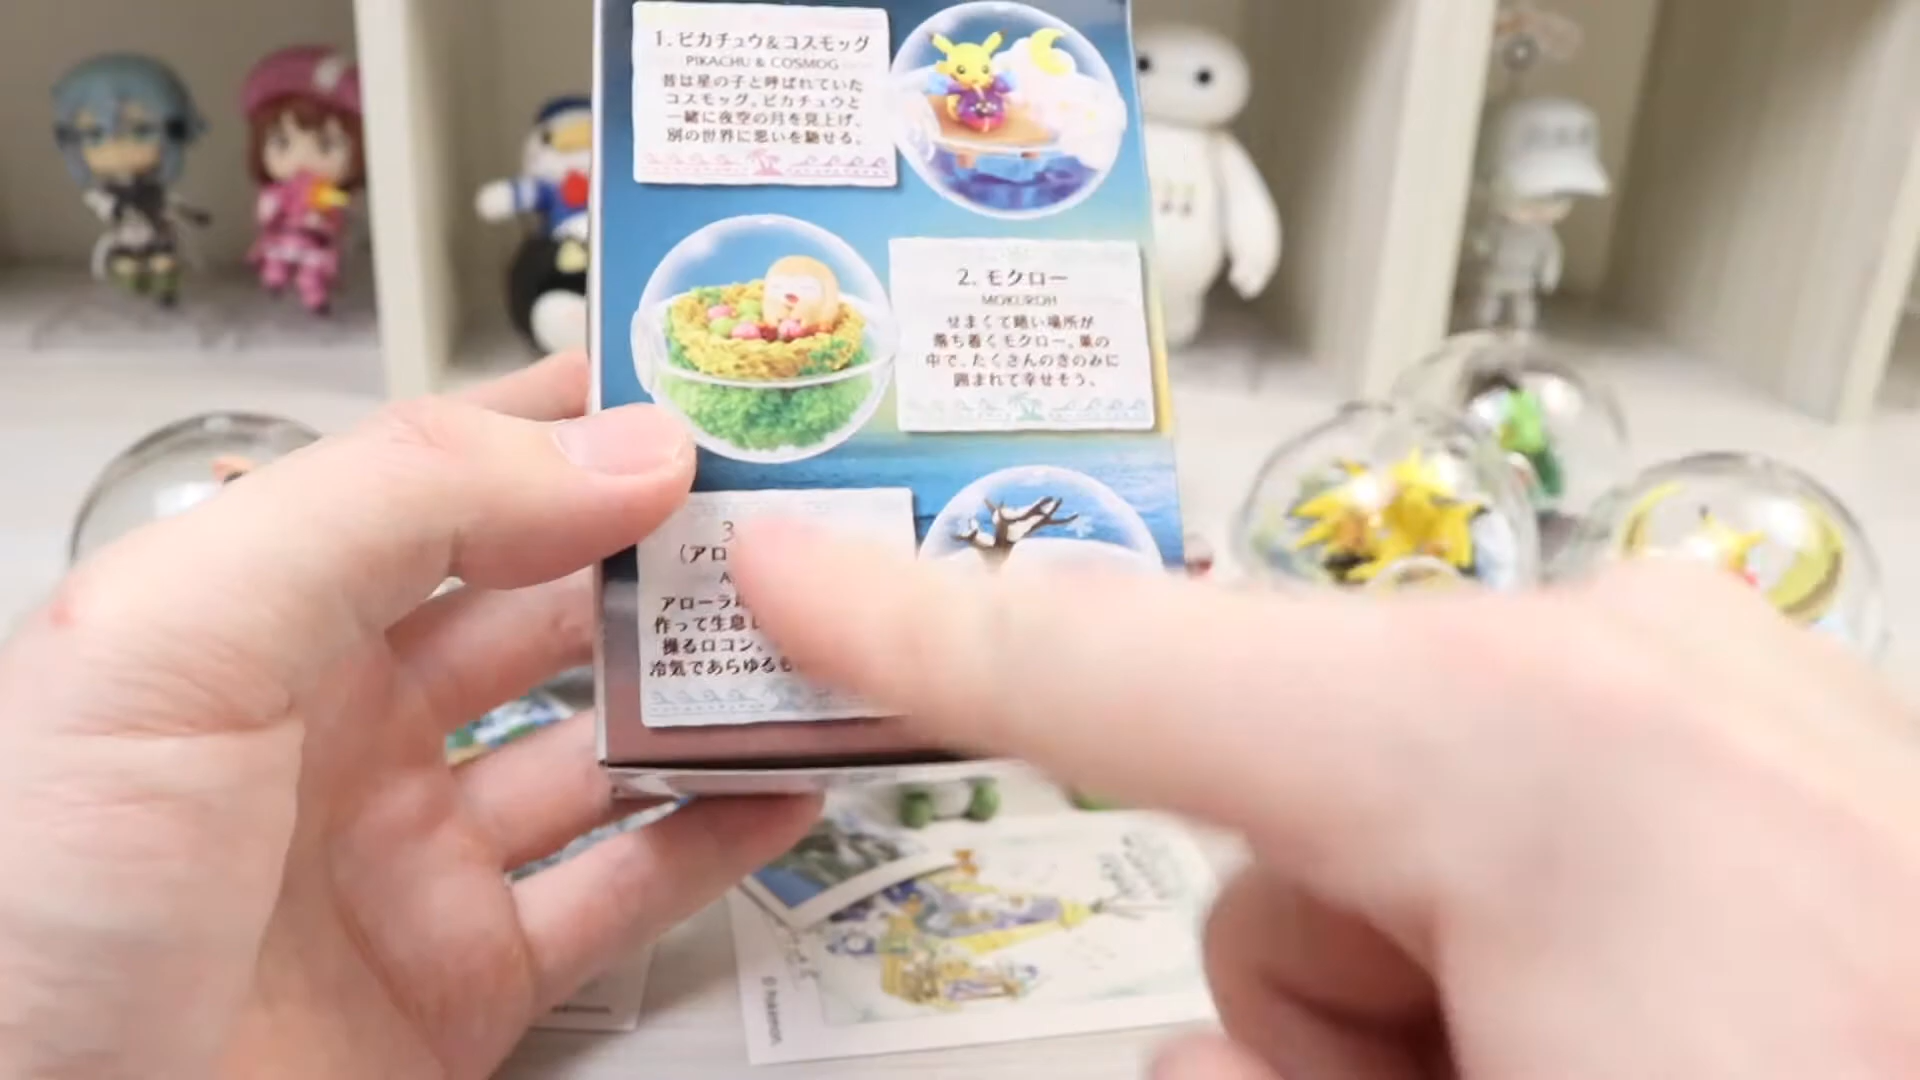 1. ピカチュウ&コスモッグ
PIKACHU & COSMOG
昔は星の子と呼ばれていた
コスモッグ。ピカチュウと
一緒に夜空の月を見上げ、
別の世界に思いを馳せる。
2. モクロー
MOKUROH
せまくて暗い場所が
落ち着くモクロー。巣の
中で、たくさんのきのみに
囲まれて幸せそう。
3
(アロ
A
アローラ
作って生息
操るロコン、
冷気であらゆる
©Pokémon